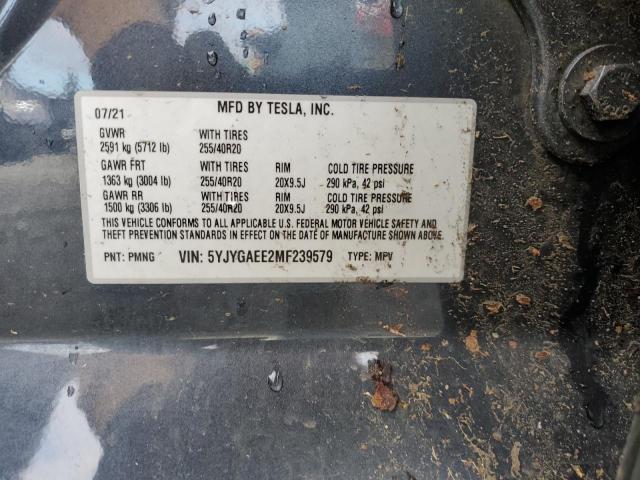 07/21 MFD BY TESLA, INC.
GVWR WITH TIRES
2591 kg (5712 lb) 255/40R20
GAWR FRT WITH TIRES RIM COLD TIRE PRESSURE
1363 kg (3004 lb) 255/40R20 20X9.5J 290 kPa, 42 psi
GAWR RR WITH TIRES RIM COLD TIRE PRESSURE
1500 kg (3306 lb) 255/40R20 20X9.5J 290 kPa, 42 psi
THIS VEHICLE CONFORMS TO ALL APPLICABLE U.S. FEDERAL MOTOR VEHICLE SAFETY AND
THEFT PREVENTION STANDARDS IN EFFECT ON THE DATE OF MANUFACTURE SHOWN ABOVE.
PNT: PMNG VIN: 5YJYGAEE2MF239579 TYPE: MPV